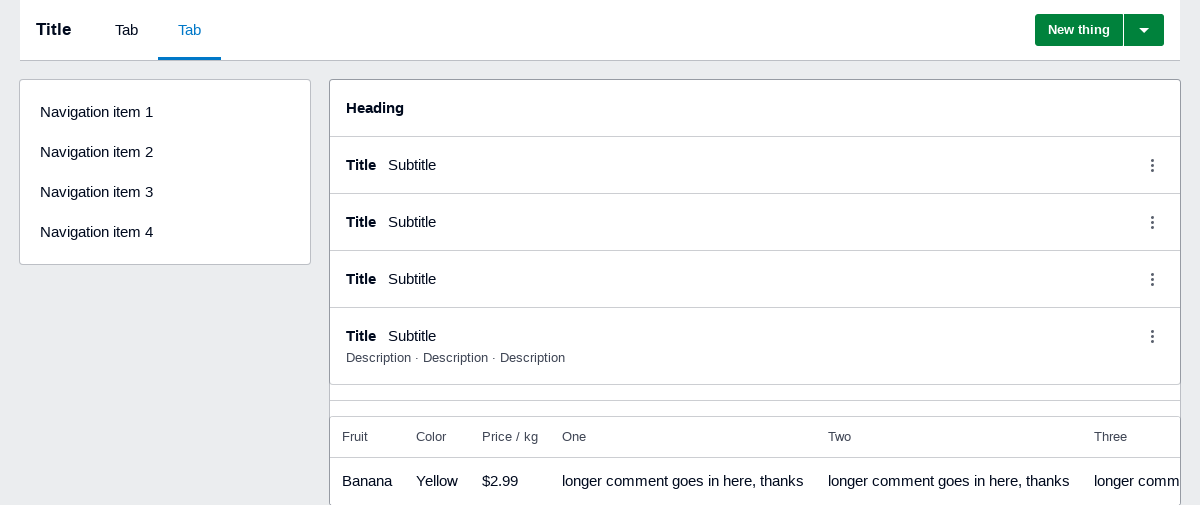 Title Tab Tab New thing
Navigation item 1
Navigation item 2
Navigation item 3
Navigation item 4
Heading
Title Subtitle
Title Subtitle
Title Subtitle
Title Subtitle
Description · Description · Description
Fruit Color Price / kg One Two Three
Banana Yellow $2.99 longer comment goes in here, thanks longer comment goes in here, thanks longer